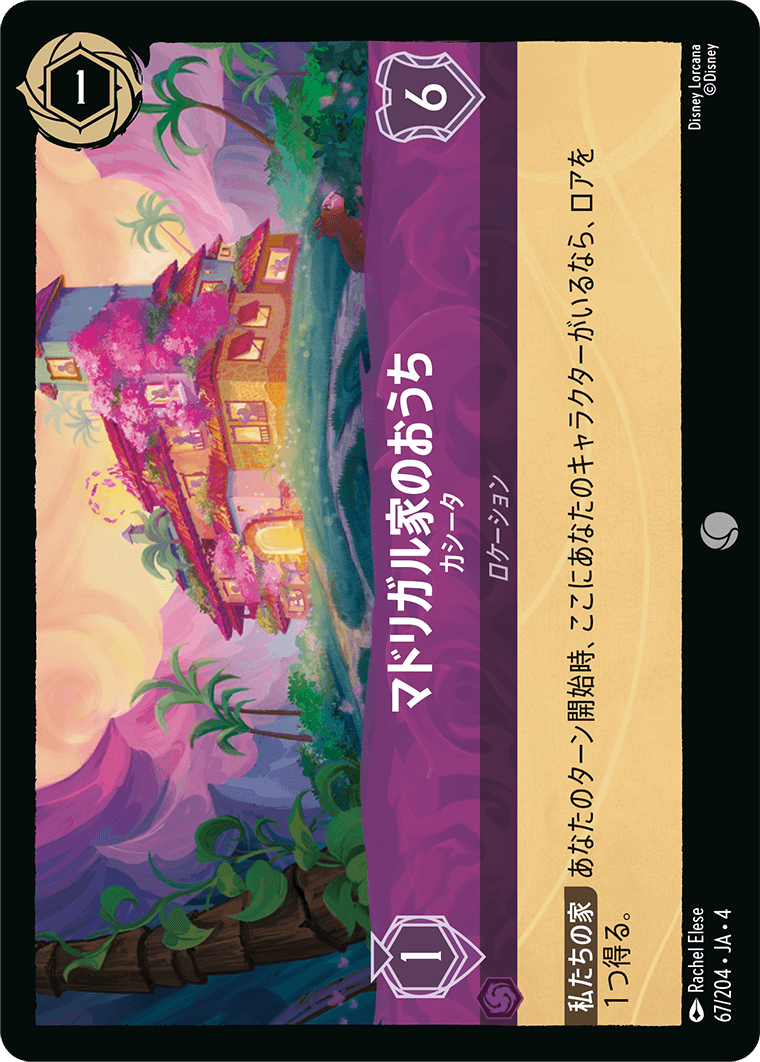 1
1
マドリガル家のおうち
カシータ
6
ロケーション
私たちの家 あなたのターン開始時、ここにあなたのキャラクターがいるなら、ロアを
1つ得る。
Rachel Elese
67/204 • JA • 4
Disney Lorcana
©Disney